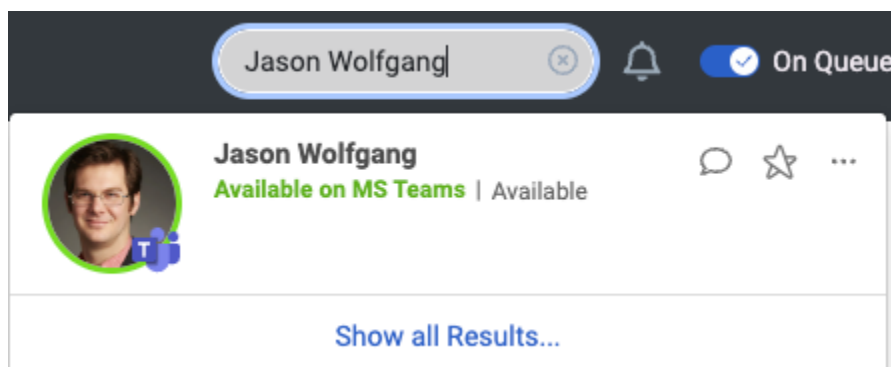 Jason Wolfgang
On Queue
Jason Wolfgang
Available on MS Teams | Available
T
Show all Results...